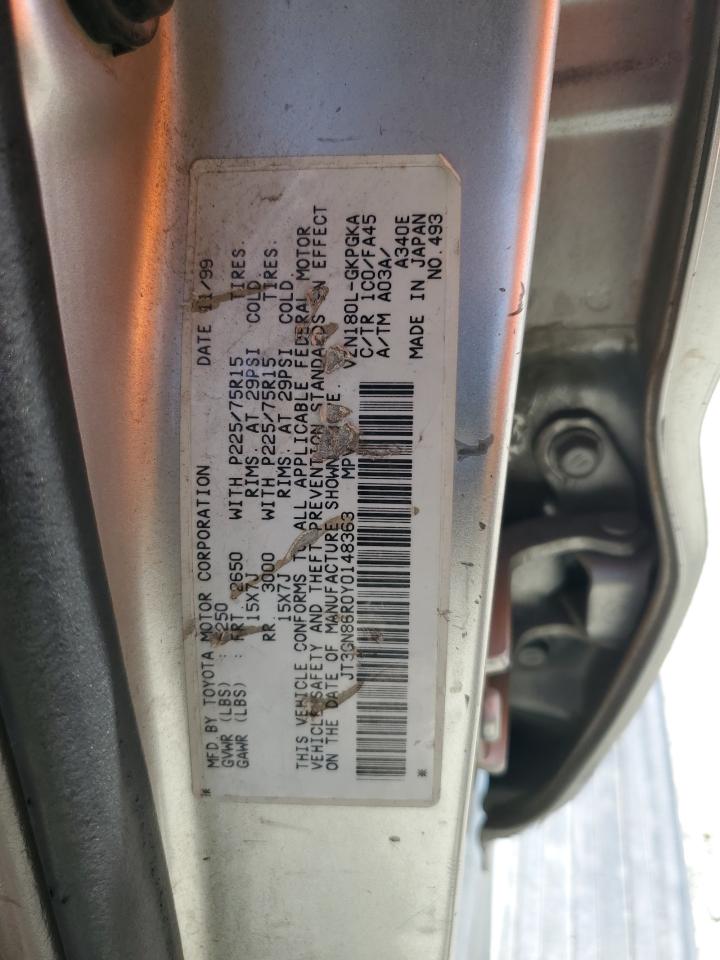 MFD. BY TOYOTA MOTOR CORPORATION DATE 11/99
GVWR (LBS) : 5250
GAWR (LBS) : FRT. 2650 WITH P225/75R15 TIRES.
15X7J RIMS. AT 29PSI COLD.
RR. 3000 WITH P225/75R15 TIRES.
15X7J RIMS. AT 29PSI COLD.
THIS VEHICLE CONFORMS TO ALL APPLICABLE FEDERAL MOTOR
VEHICLE SAFETY AND THEFT PREVENTION STANDARDS IN EFFECT
ON THE DATE OF MANUFACTURE SHOWN ABOVE.
JT3GN86R0Y0148363 MPV VZN180L-GKPGKA
C/TR 1C0/FA45
A/TM A03A/
A340E
MADE IN JAPAN NO.493